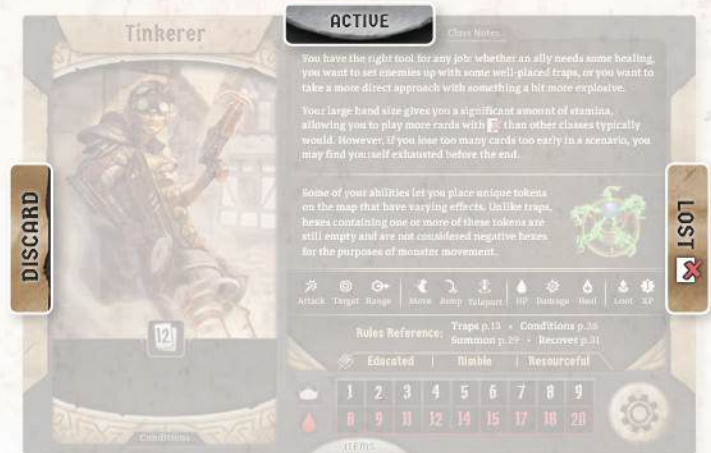 ACTIVE
Tinkerer
Class Notes
You have the right tool for any job: whether an ally needs some healing,
you want to set enemies up with some well-placed traps, or you want to
take a more direct approach with something a bit more explosive.
Your large hand size gives you a significant amount of stamina,
allowing you to play more cards with than other classes typically
would. However, if you lose too many cards too early in a scenario, you
may find yourself exhausted before the end.
DISCARD
LOST
Some of your abilities let you place unique tokens
on the map that have varying effects. Unlike traps,
hexes containing one or more of these tokens are
still empty and are not considered negative hexes
for the purposes of monster movement.
Attack Target Range Move Jump Teleport HP Damage Heal Loot XP
12
Rules Reference: Traps p.13 • Conditions p.26
Summon p.29 • Recover p.31
Educated | Nimble | Resourceful
1 2 3 4 5 6 7 8 9
8 9 11 12 14 15 17 18 20
Conditions
ITEMS